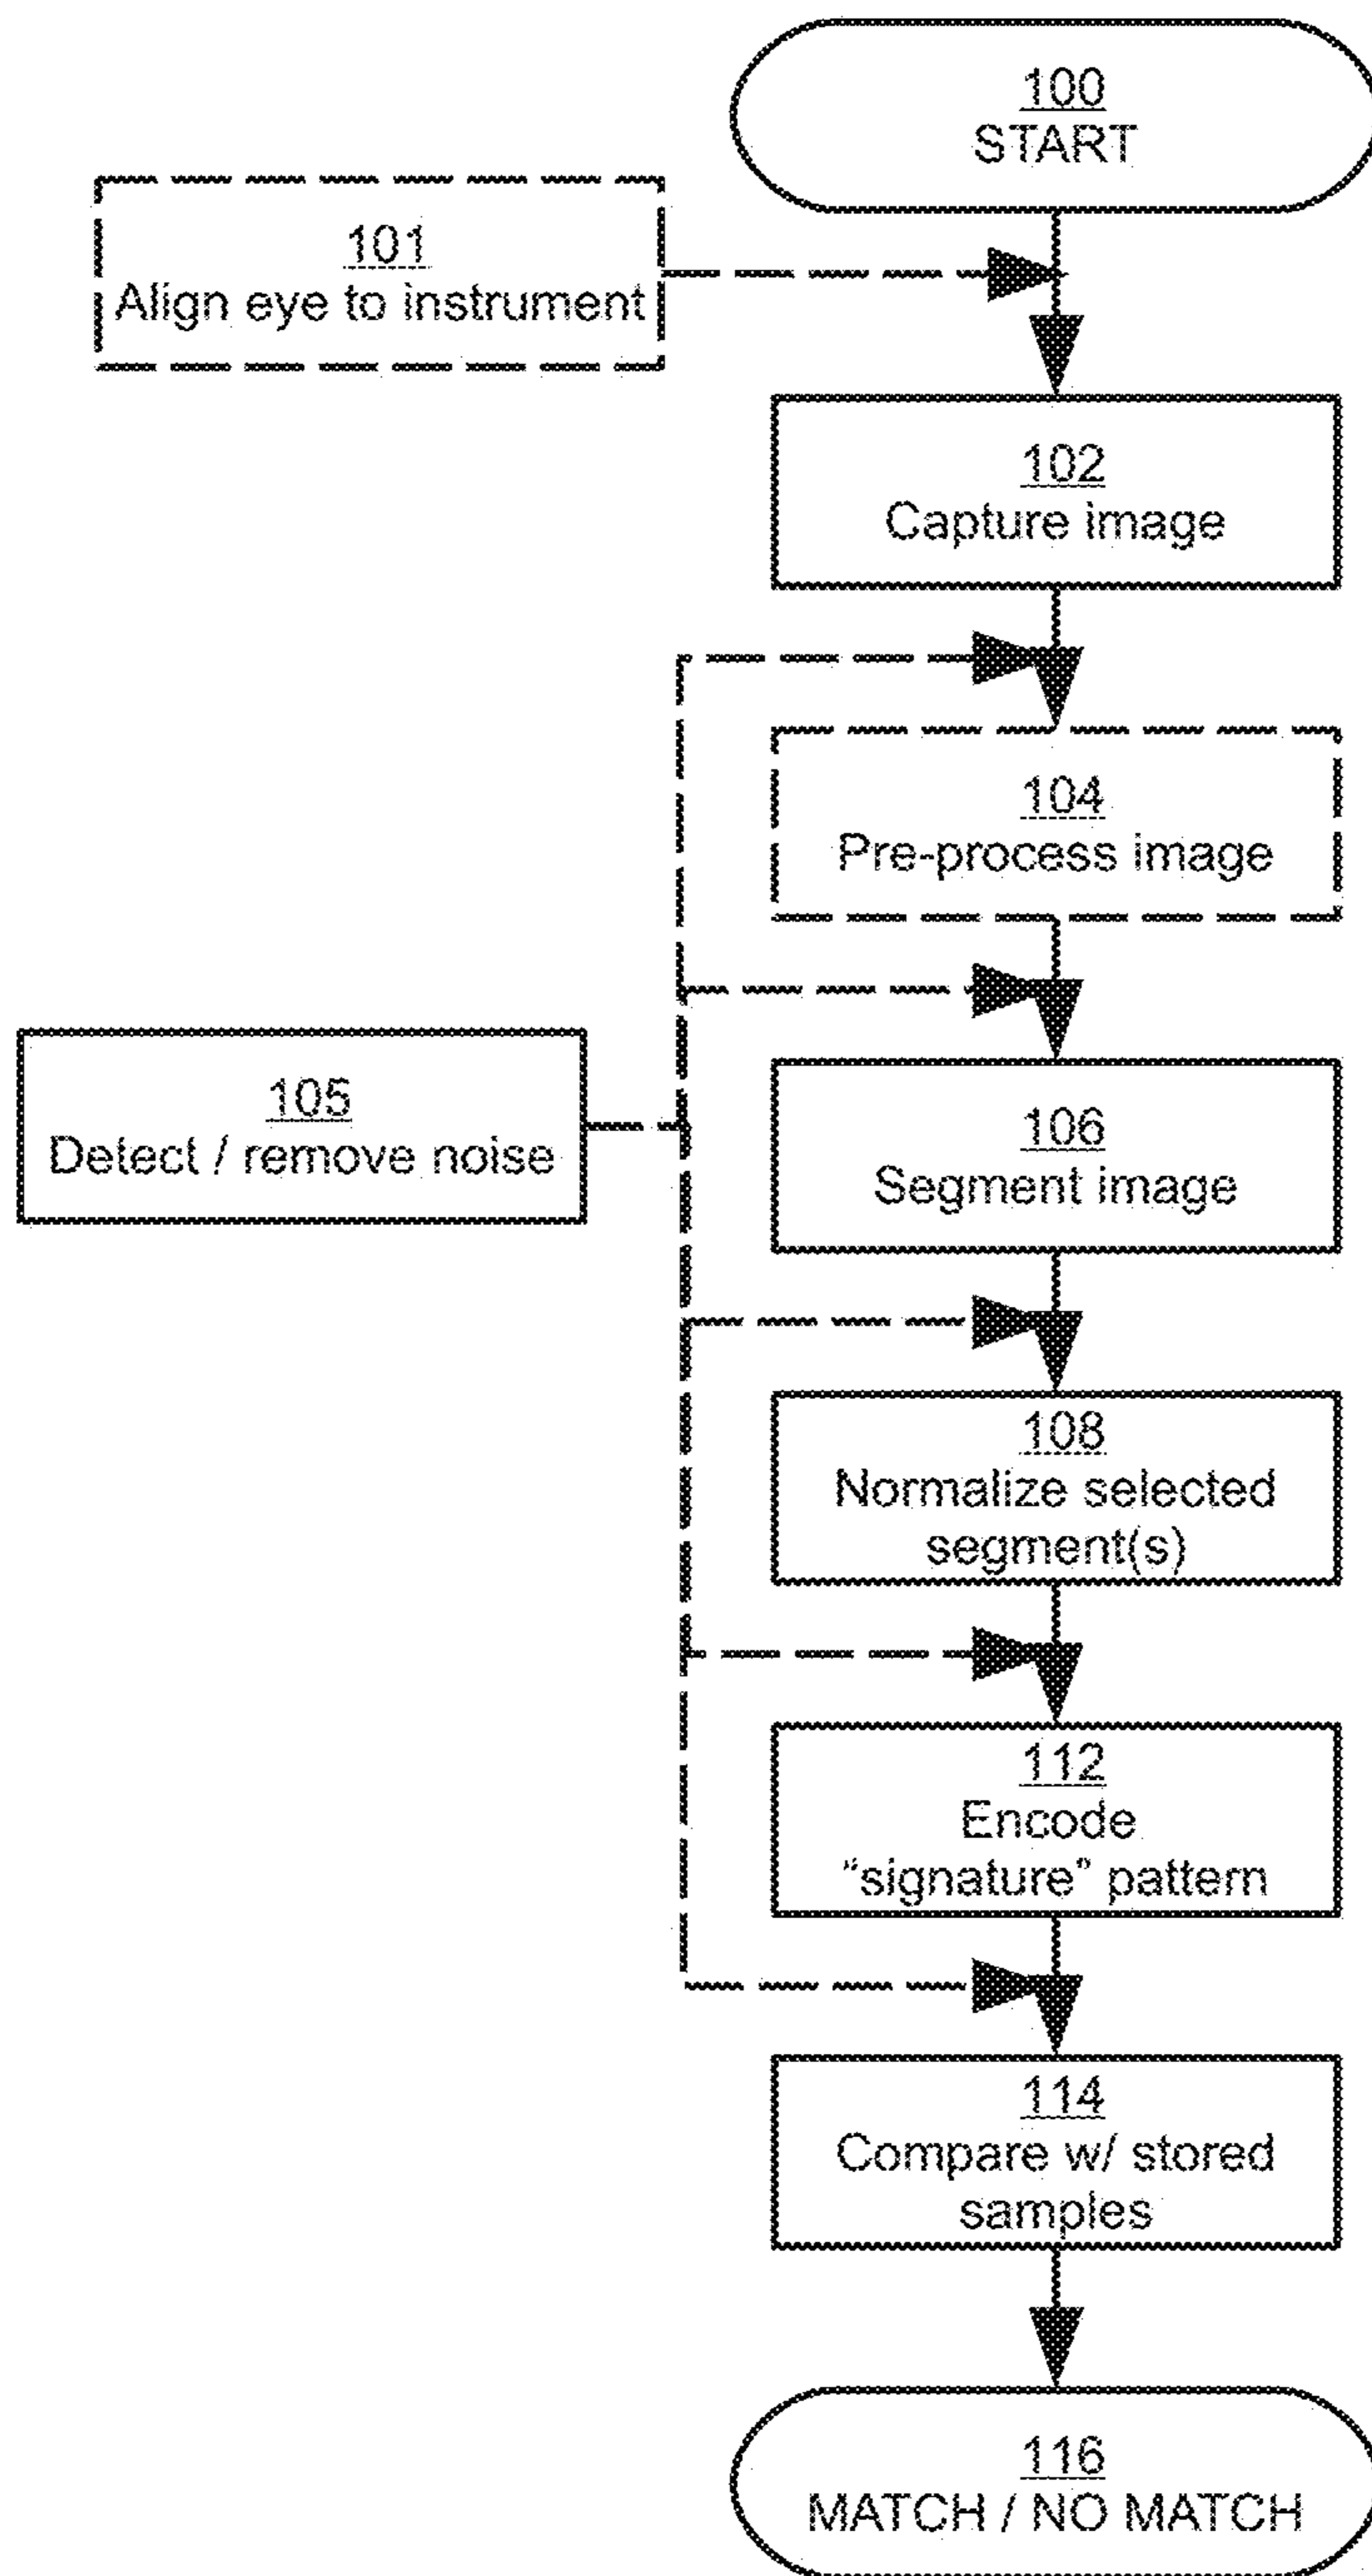 100
START
101
Align eye to instrument
102
Capture image
104
Pre-process image
105
Detect / remove noise
106
Segment image
108
Normalize selected
segment(s)
112
Encode
“signature” pattern
114
Compare w/ stored
samples
116
MATCH / NO MATCH